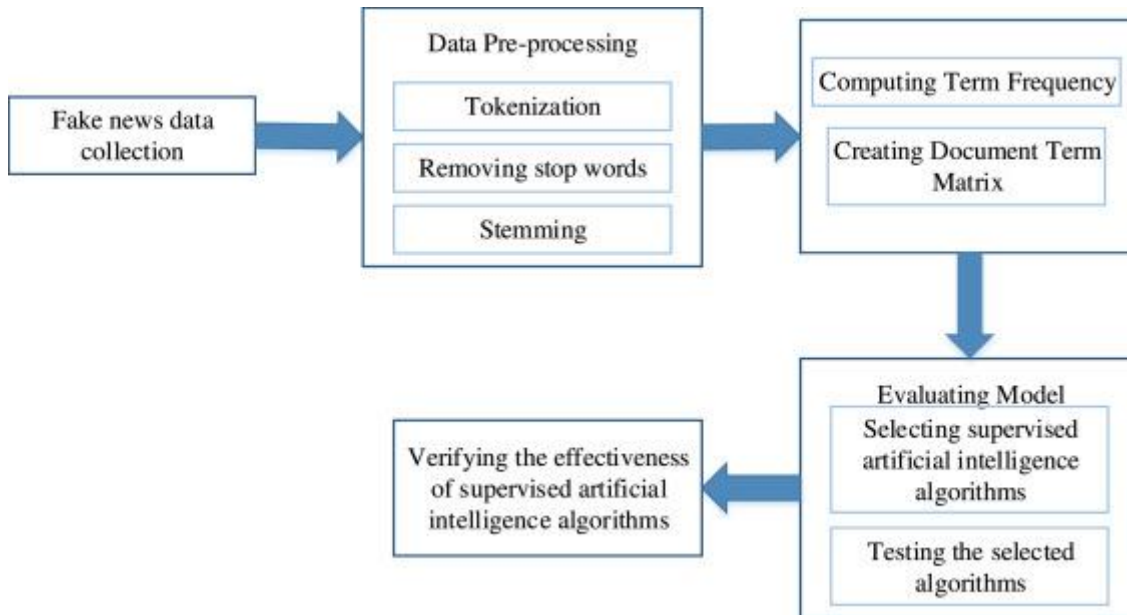 Fake news data
collection
Data Pre-processing
Tokenization
Removing stop words
Stemming
Computing Term Frequency
Creating Document Term
Matrix
Evaluating Model
Selecting supervised
artificial intelligence
algorithms
Testing the selected
algorithms
Verifying the effectiveness
of supervised artificial
intelligence algorithms